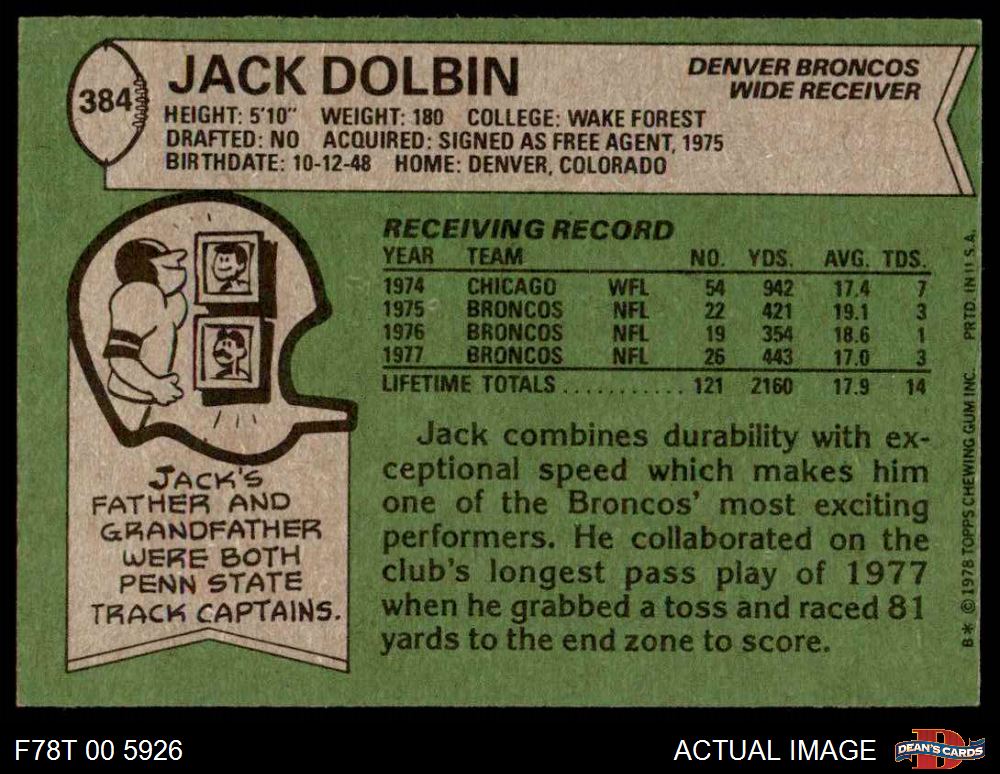 384
JACK DOLBIN
DENVER BRONCOS
WIDE RECEIVER
HEIGHT: 5'10" WEIGHT: 180 COLLEGE: WAKE FOREST
DRAFTED: NO ACQUIRED: SIGNED AS FREE AGENT, 1975
BIRTHDATE: 10-12-48 HOME: DENVER, COLORADO
RECEIVING RECORD
YEAR TEAM NO. YDS. AVG. TDS.
1974 CHICAGO WFL 54 942 17.4 7
1975 BRONCOS NFL 22 421 19.1 3
1976 BRONCOS NFL 19 354 18.6 1
1977 BRONCOS NFL 26 443 17.0 3
LIFETIME TOTALS ........... 121 2160 17.9 14
JACK'S
FATHER AND
GRANDFATHER
WERE BOTH
PENN STATE
TRACK CAPTAINS.
Jack combines durability with ex-
ceptional speed which makes him
one of the Broncos' most exciting
performers. He collaborated on the
club's longest pass play of 1977
when he grabbed a toss and raced 81
yards to the end zone to score.
B* © 1978 TOPPS CHEWING GUM INC. PRTD. IN U.S.A.
F78T 00 5926
ACTUAL IMAGE
DEAN'S CARDS